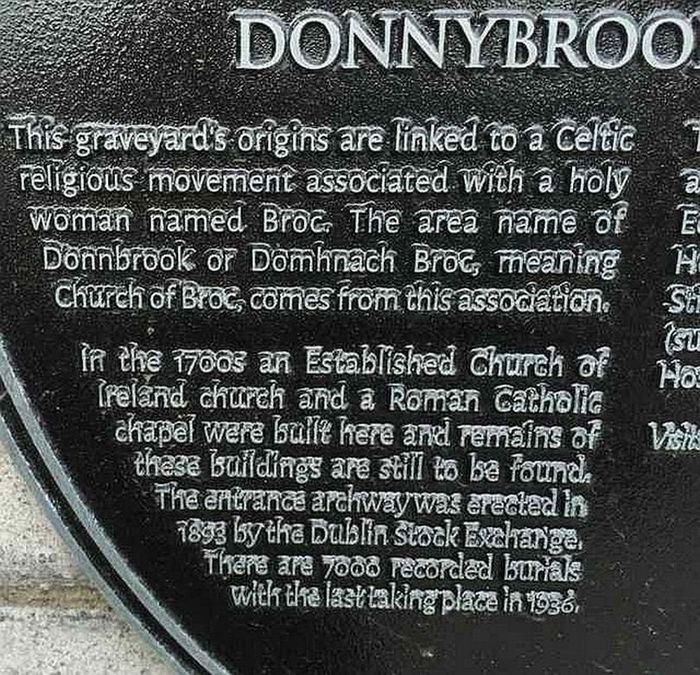 DONNYBROO
This graveyard's origins are linked to a Celtic
religious movement associated with a holy
woman named Broc. The area name of
Donnbrook or Domhnach Broc, meaning
Church of Broc, comes from this association.
In the 1700s an Established Church of
Ireland church and a Roman Catholic
chapel were built here and remains of
these buildings are still to be found.
The entrance archway was erected in
1893 by the Dublin Stock Exchange.
There are 7000 recorded burials
with the last taking place in 1936.